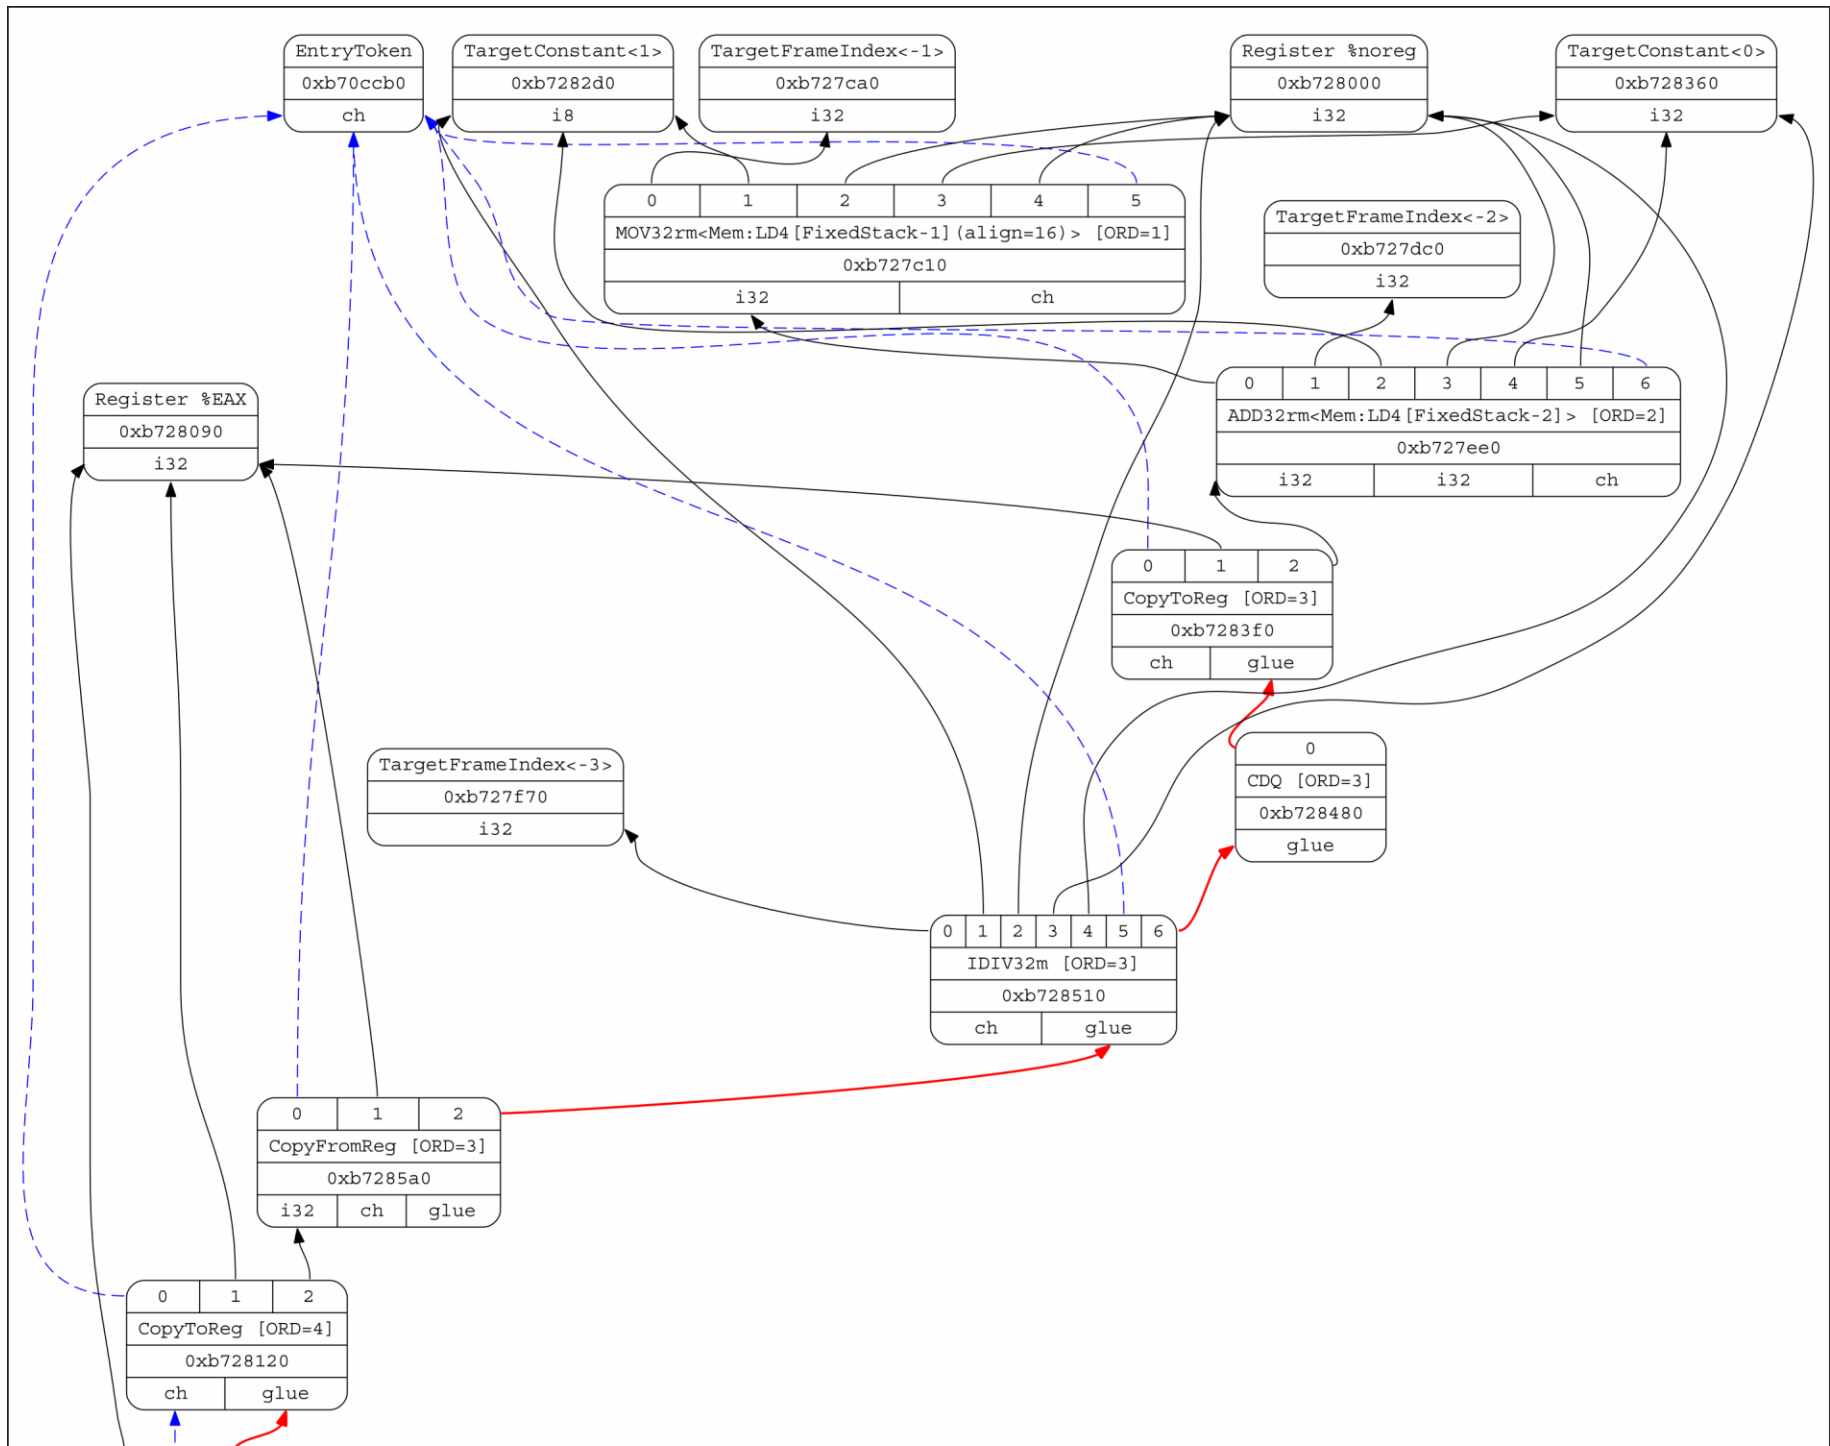 EntryToken
0xb70ccb0
ch
TargetConstant<1>
0xb7282d0
i8
TargetFrameIndex<-1>
0xb727ca0
i32
Register %noreg
0xb728000
i32
TargetConstant<0>
0xb728360
i32
0 1 2 3 4 5
MOV32rm<Mem:LD4[FixedStack-1](align=16)> [ORD=1]
0xb727c10
i32 ch
TargetFrameIndex<-2>
0xb727dc0
i32
0 1 2 3 4 5 6
ADD32rm<Mem:LD4[FixedStack-2]> [ORD=2]
0xb727ee0
i32 i32 ch
Register %EAX
0xb728090
i32
0 1 2
CopyToReg [ORD=3]
0xb7283f0
ch glue
TargetFrameIndex<-3>
0xb727f70
i32
0
CDQ [ORD=3]
0xb728480
glue
0 1 2 3 4 5 6
IDIV32m [ORD=3]
0xb728510
ch glue
0 1 2
CopyFromReg [ORD=3]
0xb7285a0
i32 ch glue
0 1 2
CopyToReg [ORD=4]
0xb728120
ch glue